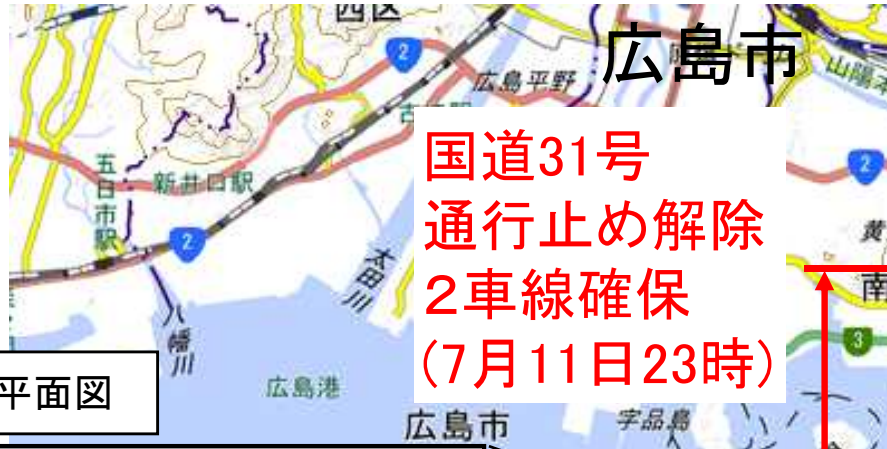 西区
広島市
2
広島平野
山陽本
国道31号
通行止め解除
2車線確保
(7月11日23時)
五日市駅
新井口駅
2
2
黄
南
太田川
八幡川
3
平面図
広島港
広島市
宇品島